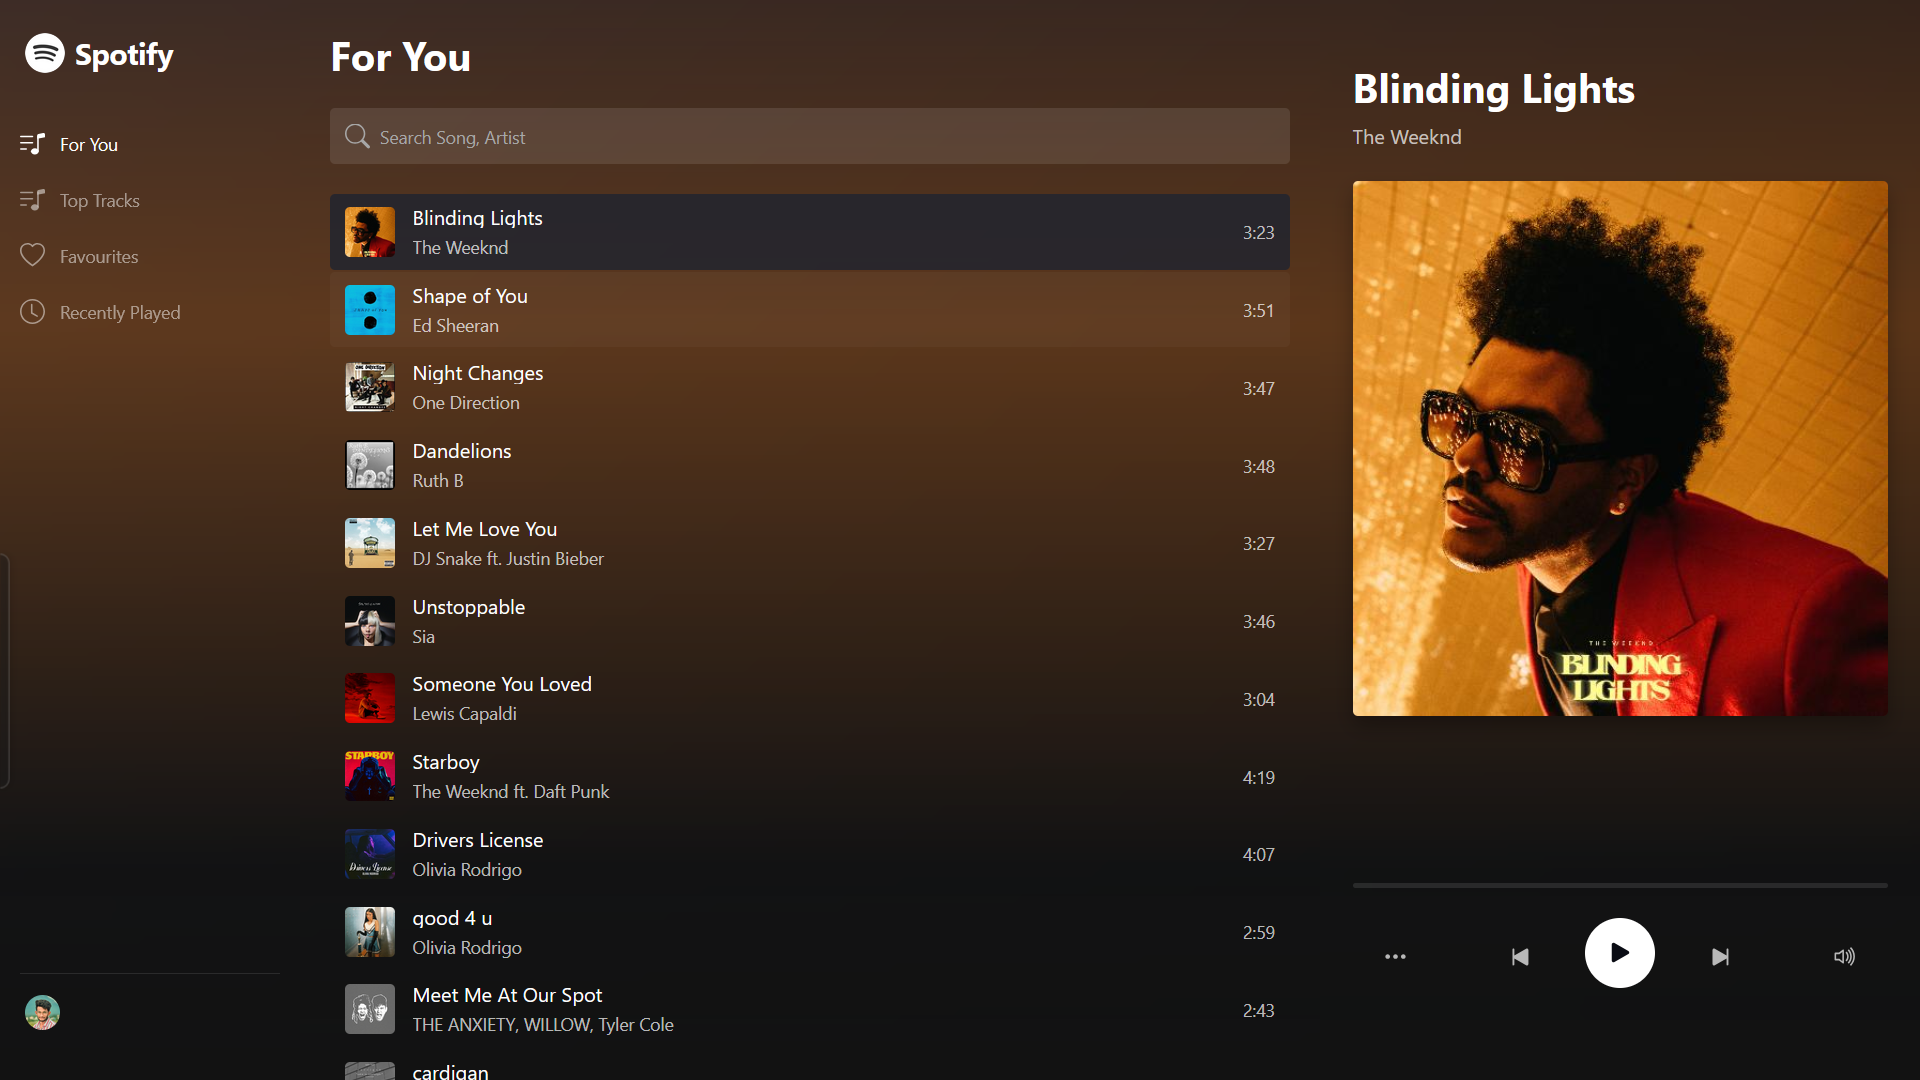 Spotify
For You
Top Tracks
Favourites
Recently Played
For You
Search Song, Artist
Blinding Lights
The Weeknd
3:23
Shape of You
Ed Sheeran
3:51
Night Changes
One Direction
3:47
Dandelions
Ruth B
3:48
Let Me Love You
DJ Snake ft. Justin Bieber
3:27
Unstoppable
Sia
3:46
Someone You Loved
Lewis Capaldi
3:04
STARBOY
Starboy
The Weeknd ft. Daft Punk
4:19
Drivers License
Drivers License
Olivia Rodrigo
4:07
good 4 u
Olivia Rodrigo
2:59
Meet Me At Our Spot
THE ANXIETY, WILLOW, Tyler Cole
2:43
cardigan
Blinding Lights
The Weeknd
THE WEEKND
BLINDING
LIGHTS